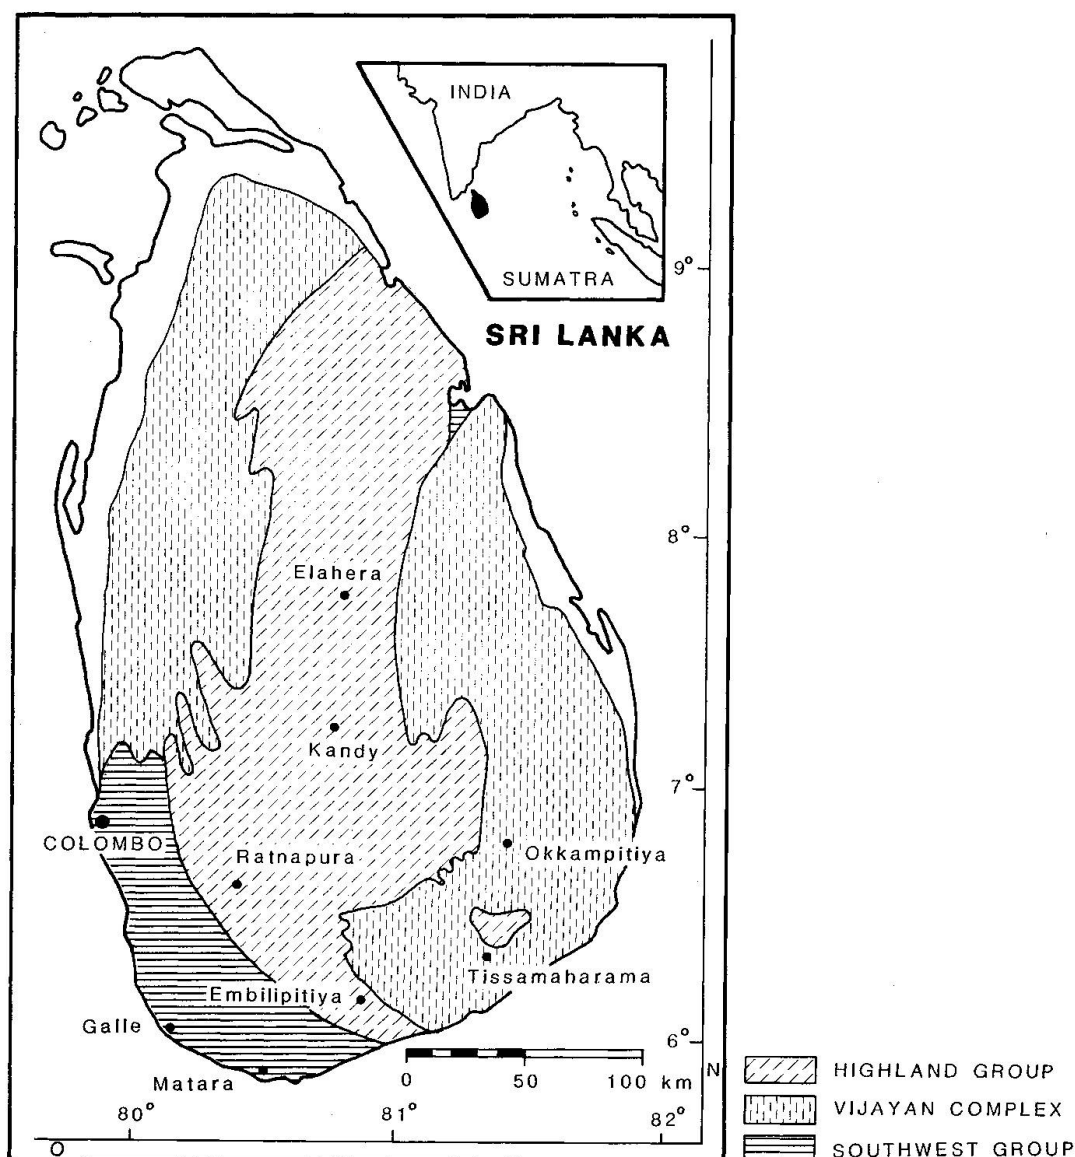 INDIA
SUMATRA
9°
SRI LANKA
8°
Elahera
Kandy
7°
COLOMBO
Ratnapura
Okkampitiya
Tissamaharama
Embilipitiya
Galle
6°
Matara
0 50 100 km
N
80° 81° 82°
O
HIGHLAND GROUP
VIJAYAN COMPLEX
SOUTHWEST GROUP